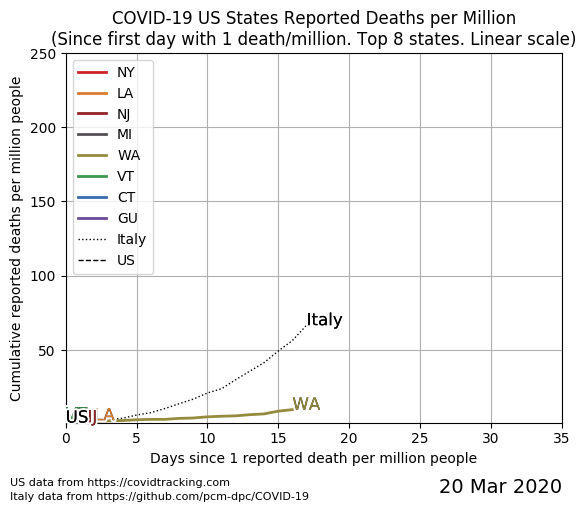 COVID-19 US States Reported Deaths per Million
(Since first day with 1 death/million. Top 8 states. Linear scale)
Cumulative reported deaths per million people
250
200
150
100
50
NY
LA
NJ
MI
WA
VT
CT
GU
Italy
US
Italy
WA
US
0
5
10
15
20
25
30
35
Days since 1 reported death per million people
US data from https://covidtracking.com
Italy data from https://github.com/pcm-dpc/COVID-19
20 Mar 2020